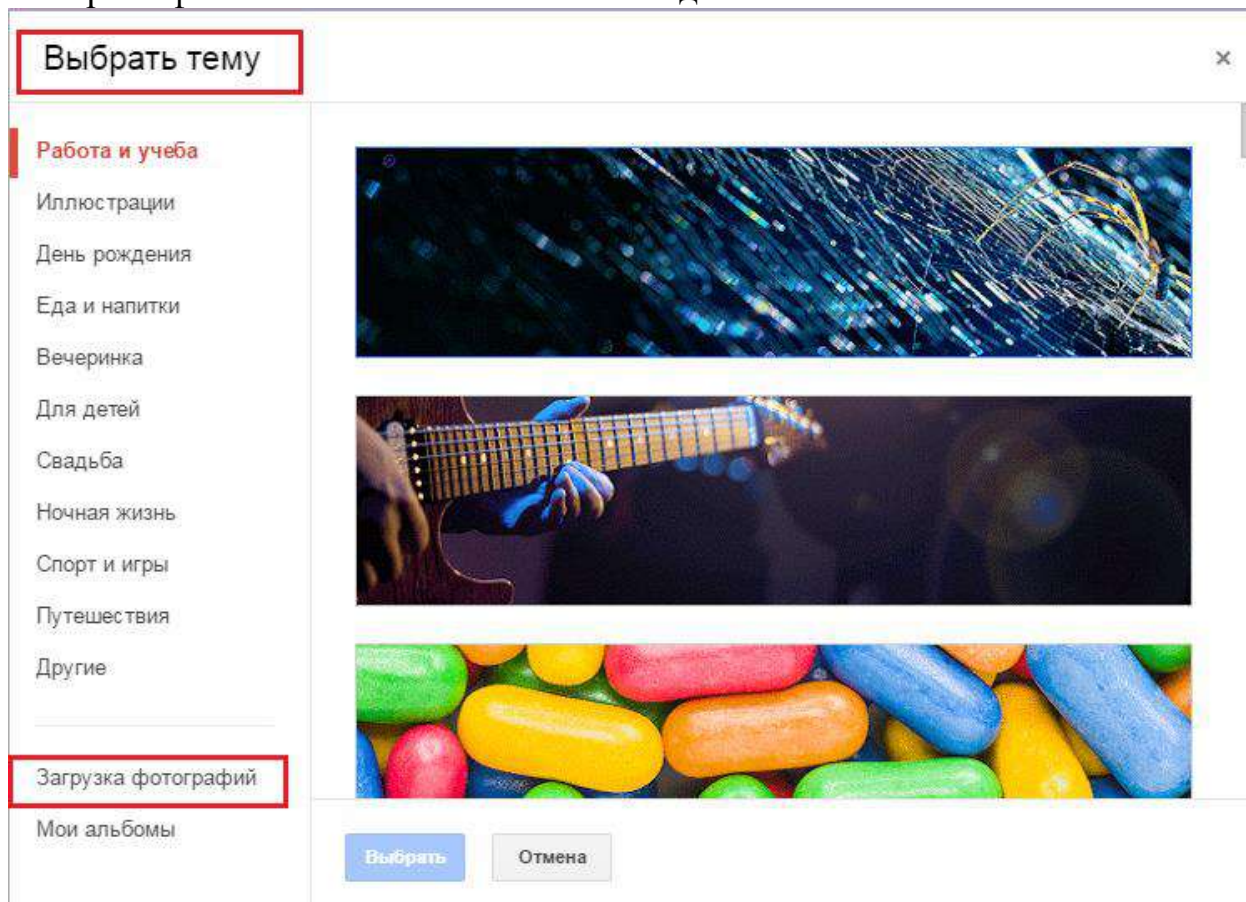 Выбрать тему
×
Работа и учеба
Иллюстрации
День рождения
Еда и напитки
Вечеринка
Для детей
Свадьба
Ночная жизнь
Спорт и игры
Путешествия
Другие
Загрузка фотографий
Мои альбомы
Выбрать Отмена